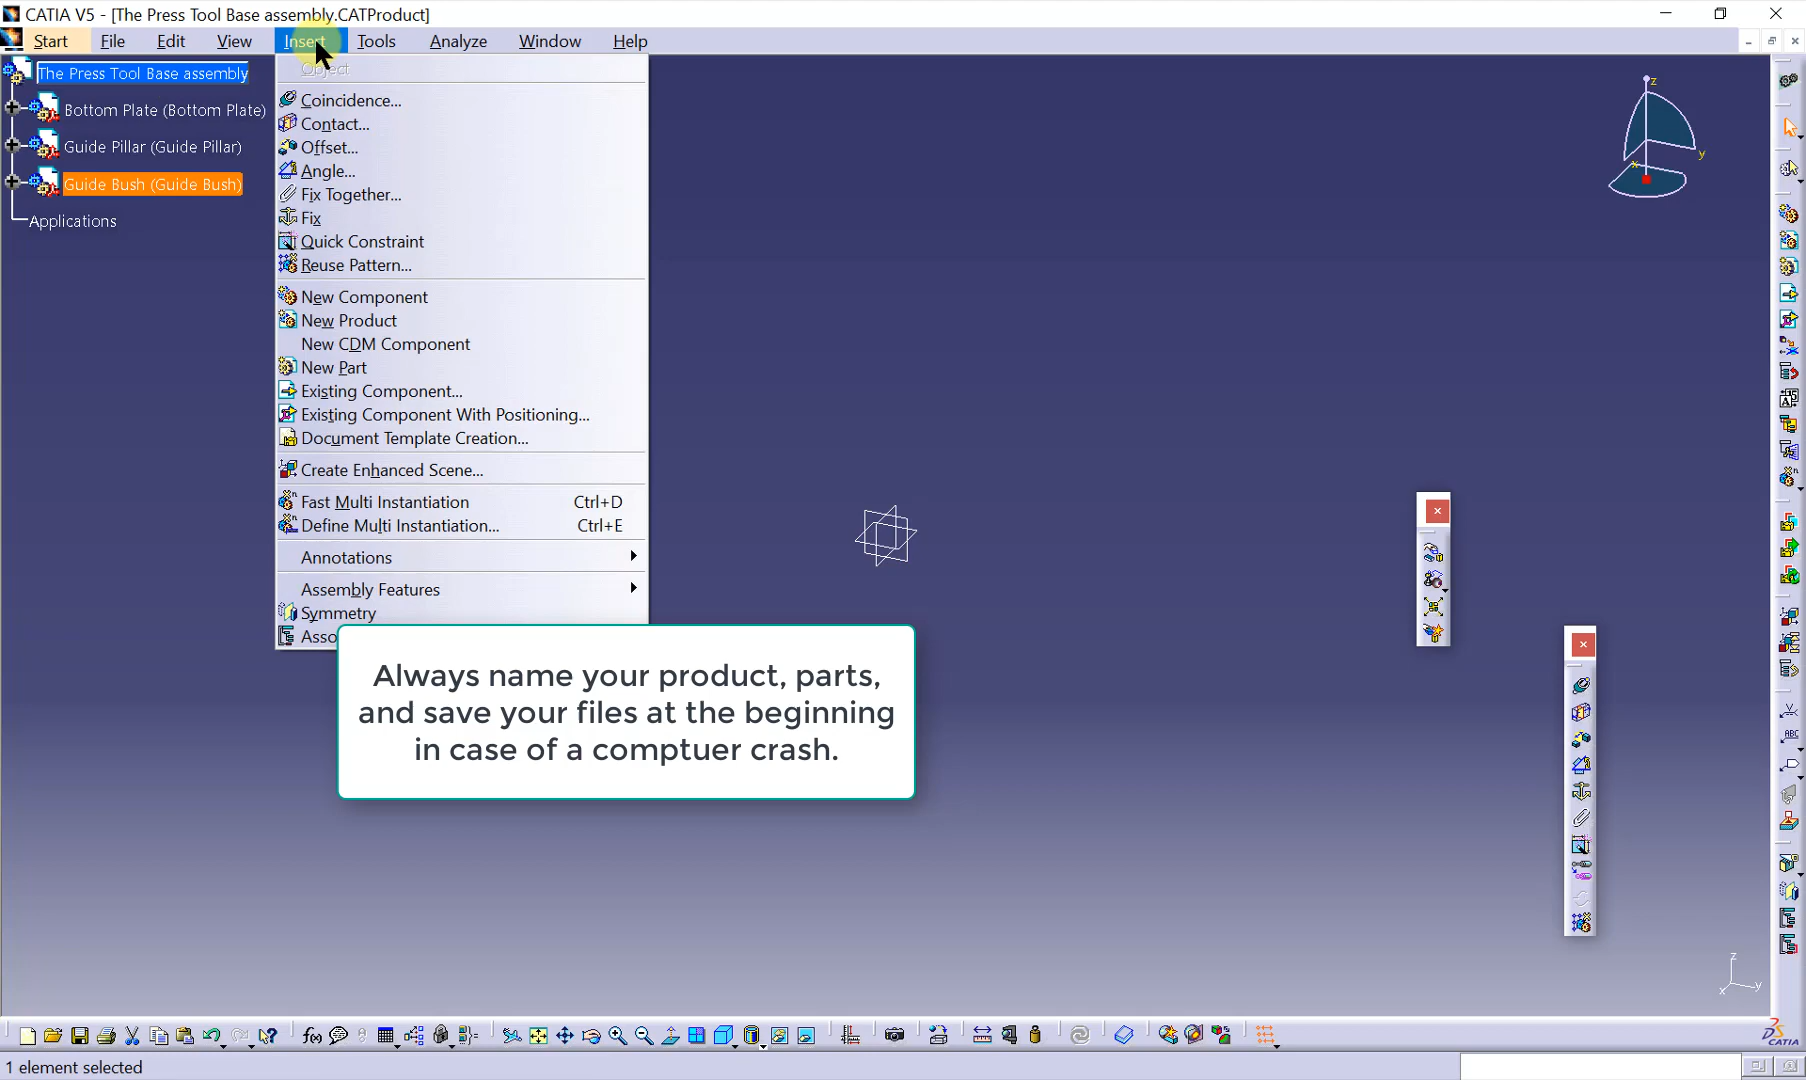 CATIA V5 - [The Press Tool Base assembly.CATProduct]
Start File Edit View Insert Tools Analyze Window Help
The Press Tool Base assembly
Bottom Plate (Bottom Plate)
Guide Pillar (Guide Pillar)
Guide Bush (Guide Bush)
Applications
Object
Coincidence...
Contact...
Offset...
Angle...
Fix Together...
Fix
Quick Constraint
Reuse Pattern...
New Component
New Product
New CDM Component
New Part
Existing Component...
Existing Component With Positioning...
Document Template Creation...
Create Enhanced Scene...
Fast Multi Instantiation Ctrl+D
Define Multi Instantiation... Ctrl+E
Annotations
Assembly Features
Symmetry
Asso
Always name your product, parts,
and save your files at the beginning
in case of a comptuer crash.
z
y
x
z
x
y
f(x)
ABC
CATIA
1 element selected